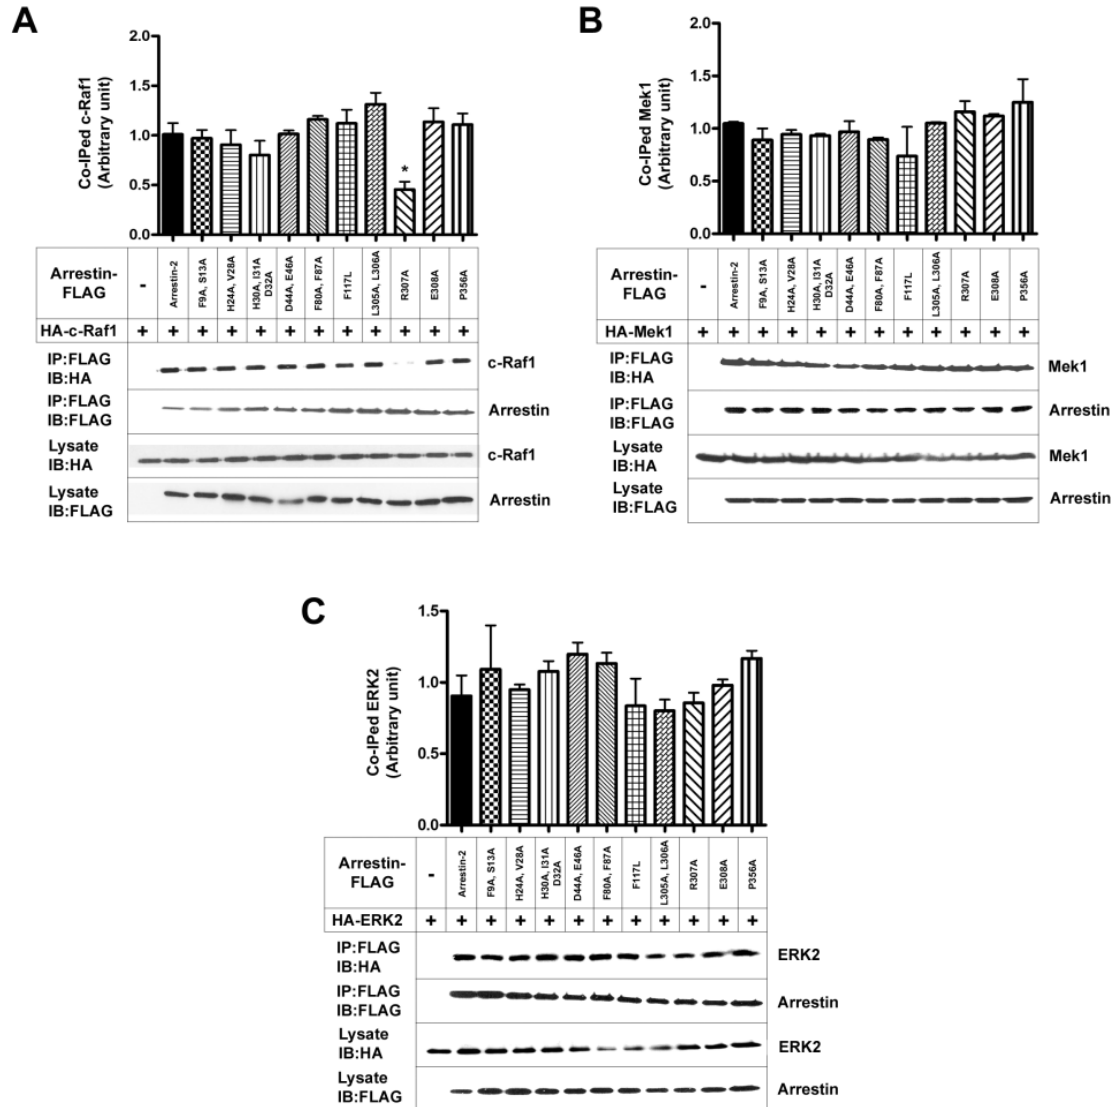 A
Co-IPed c-Raf1
(Arbitrary unit)
2.0
1.5
1.0
0.5
0.0
*
Arrestin-
FLAG
-
Arrestin-2
F9A, S13A
H24A, V28A
H30A, I31A
D32A
D44A, E46A
F80A, F87A
F117L
L305A, L306A
R307A
E308A
P356A
HA-c-Raf1 + + + + + + + + + + + +
IP:FLAG
IB:HA
c-Raf1
IP:FLAG
IB:FLAG
Arrestin
Lysate
IB:HA
c-Raf1
Lysate
IB:FLAG
Arrestin
B
Co-IPed Mek1
(Arbitrary unit)
2.0
1.5
1.0
0.5
0.0
Arrestin-
FLAG
-
Arrestin-2
F9A, S13A
H24A, V28A
H30A, I31A
D32A
D44A, E46A
F80A, F87A
F117L
L305A, L306A
R307A
E308A
P356A
HA-Mek1 + + + + + + + + + + + +
IP:FLAG
IB:HA
Mek1
IP:FLAG
IB:FLAG
Arrestin
Lysate
IB:HA
Mek1
Lysate
IB:FLAG
Arrestin
C
Co-IPed ERK2
(Arbitrary unit)
1.5
1.0
0.5
0.0
Arrestin-
FLAG
-
Arrestin-2
F9A, S13A
H24A, V28A
H30A, I31A
D32A
D44A, E46A
F80A, F87A
F117L
L305A, L306A
R307A
E308A
P356A
HA-ERK2 + + + + + + + + + + + +
IP:FLAG
IB:HA
ERK2
IP:FLAG
IB:FLAG
Arrestin
Lysate
IB:HA
ERK2
Lysate
IB:FLAG
Arrestin